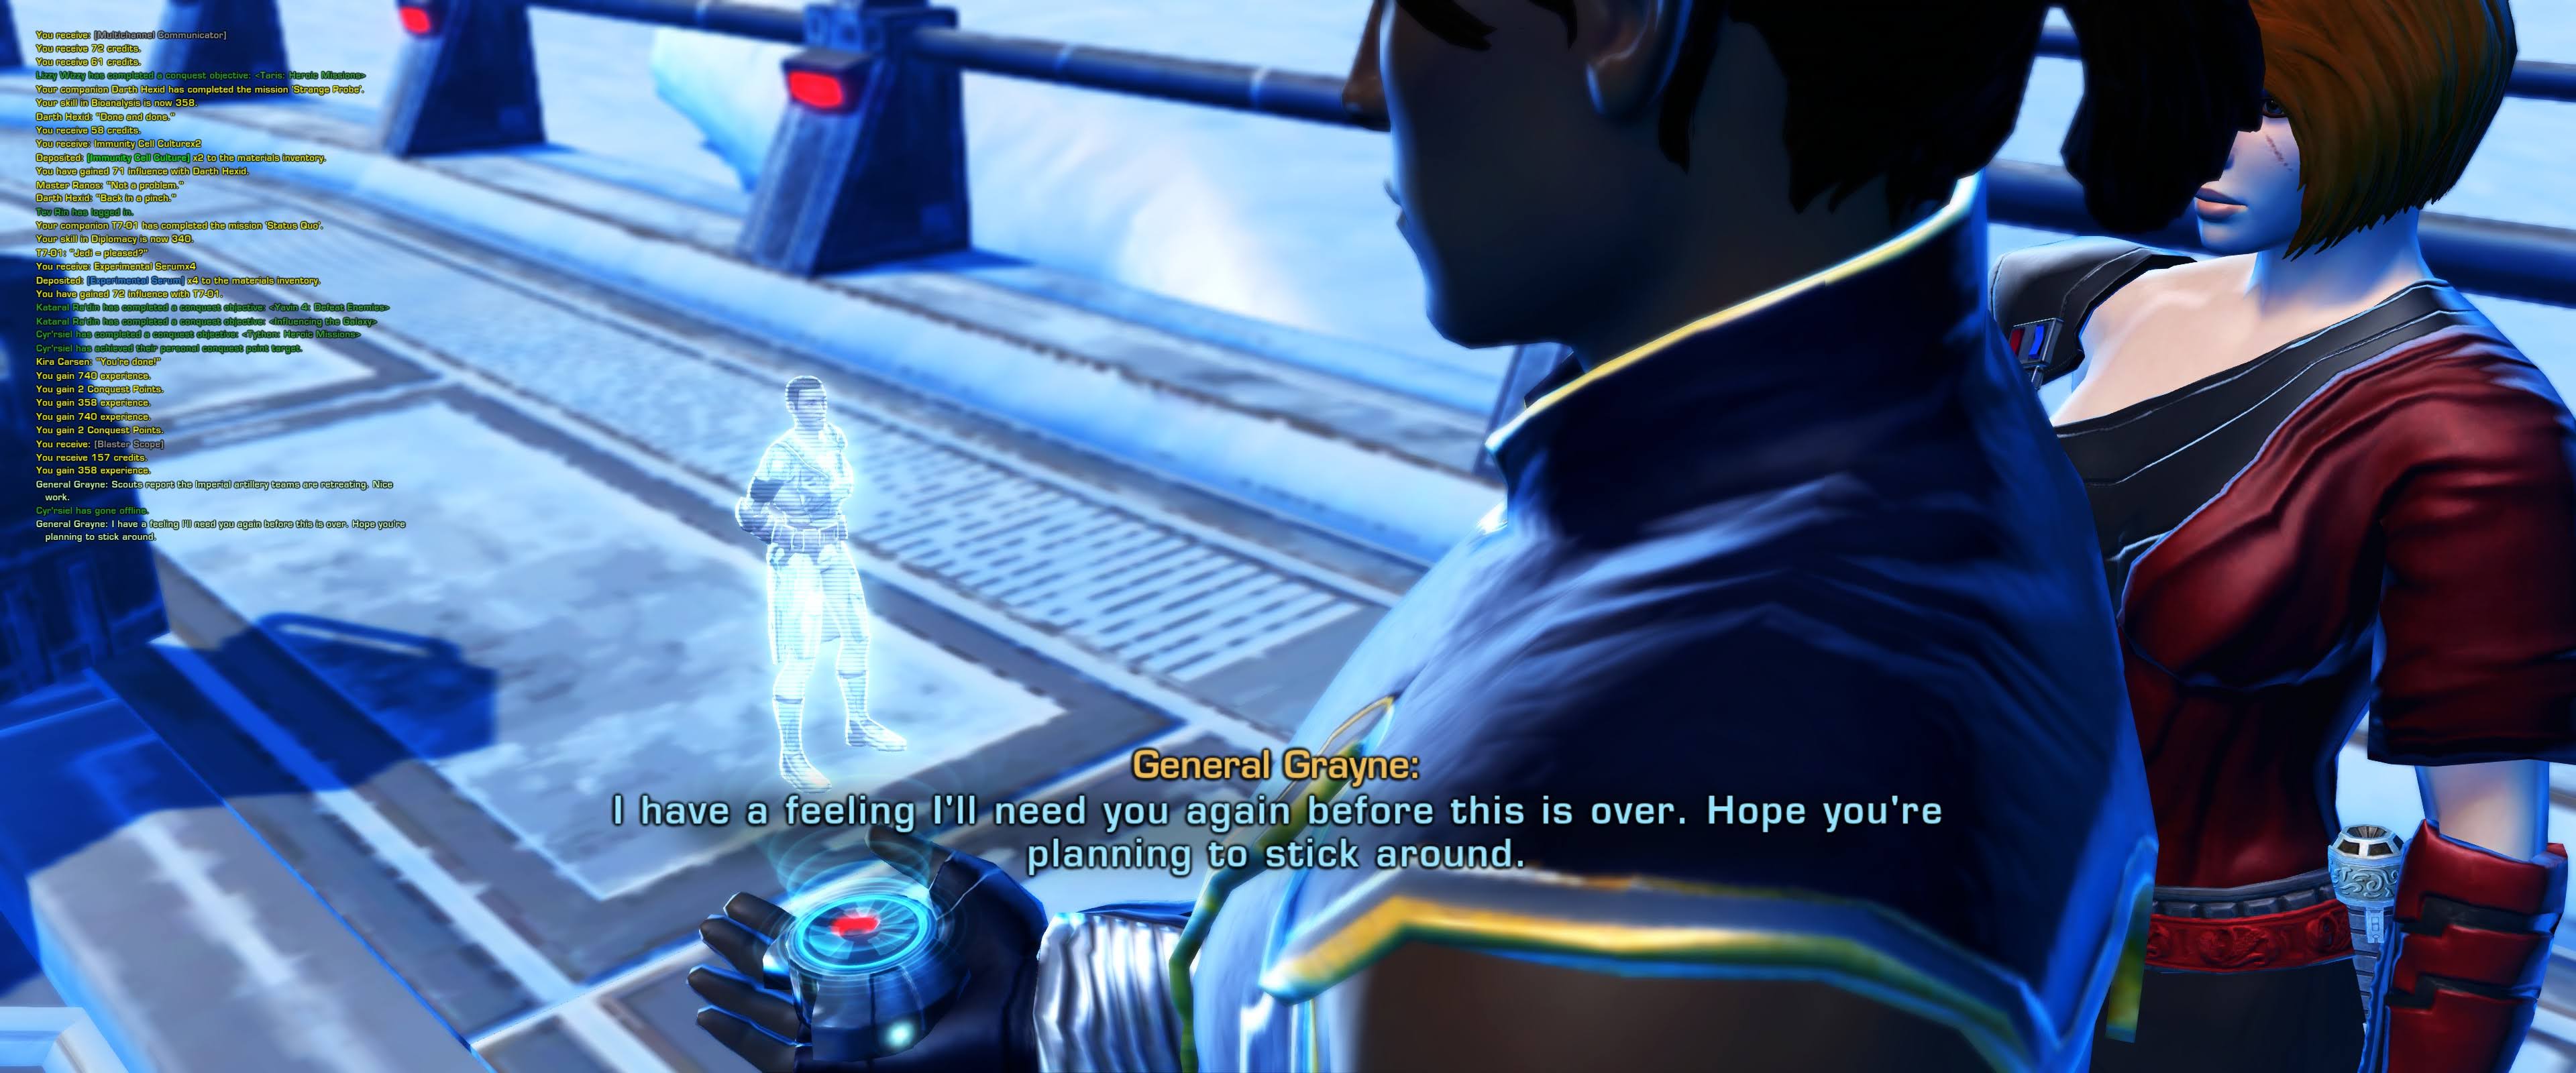 You receive: [Multichannel Communicator]
You receive 72 credits.
You receive 61 credits.
Lizzy Wizzy has completed a conquest objective: <Taris: Heroic Missions>
Your companion Darth Hexid has completed the mission 'Strange Probe'.
Your skill in Bioanalysis is now 358.
Darth Hexid: "Done and done."
You receive 58 credits.
You receive: Immunity Cell Culturex2
Deposited: [Immunity Cell Culture] x2 to the materials inventory.
You have gained 71 influence with Darth Hexid.
Master Ranos: "Not a problem."
Darth Hexid: "Back in a pinch."
Tev Rin has logged in.
Your companion T7-01 has completed the mission 'Status Quo'.
Your skill in Diplomacy is now 340.
T7-01: "Jedi = pleased?"
You receive: Experimental Serumx4
Deposited: [Experimental Serum] x4 to the materials inventory.
You have gained 72 influence with T7-01.
Kataral Ra'din has completed a conquest objective: <Yavin 4: Defeat Enemies>
Kataral Ra'din has completed a conquest objective: <Influencing the Galaxy>
Cyr'rsiel has completed a conquest objective: <Tython: Heroic Missions>
Cyr'rsiel has achieved their personal conquest point target.
Kira Carsen: "You're done!"
You gain 740 experience.
You gain 2 Conquest Points.
You gain 358 experience.
You gain 740 experience.
You gain 2 Conquest Points.
You receive: [Blaster Scope]
You receive 157 credits.
You gain 358 experience.
General Grayne: Scouts report the Imperial artillery teams are retreating. Nice
work.
Cyr'rsiel has gone offline.
General Grayne: I have a feeling I'll need you again before this is over. Hope you're
planning to stick around.
General Grayne:
I have a feeling I'll need you again before this is over. Hope you're
planning to stick around.